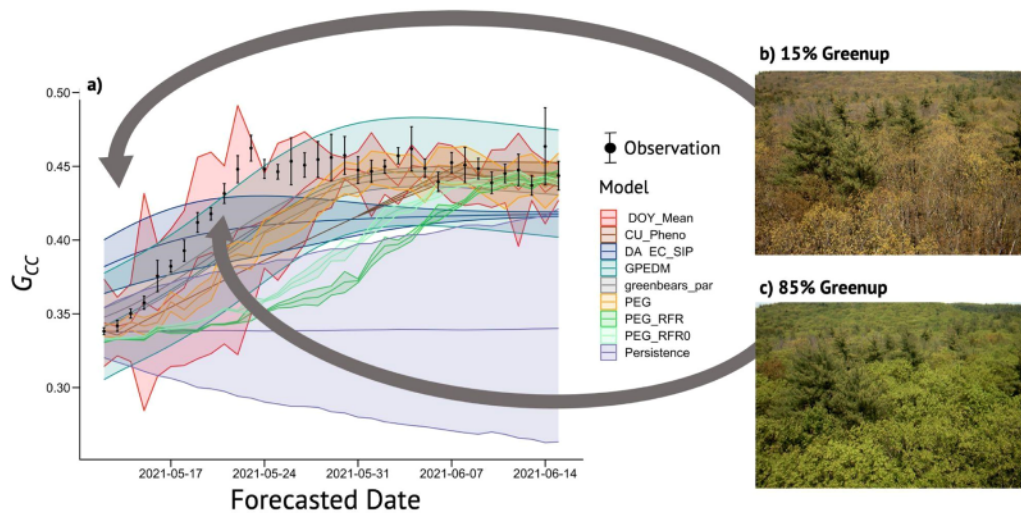 a)
0.50
0.45
0.40
0.35
0.30
GCC
2021-05-17
2021-05-24
2021-05-31
2021-06-07
2021-06-14
Forecasted Date
Observation
Model
DOY_Mean
CU_Pheno
DA_EC_SIP
GPEDM
greenbears_par
PEG
PEG_RFR
PEG_RFR0
Persistence
b) 15% Greenup
c) 85% Greenup